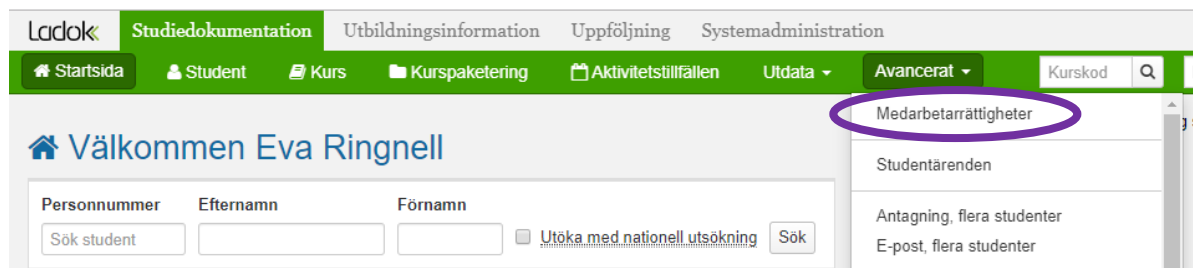 Ladok Studiedokumentation Utbildningsinformation Uppföljning Systemadministration
Startsida Student Kurs Kurspaketering Aktivitetstillfällen Utdata Avancerat Kurskod
Medarbetarrättigheter
Välkommen Eva Ringnell
Studentärenden
Personnummer Efternamn Förnamn
Antagning, flera studenter
Sök student Utöka med nationell utsökning Sök
E-post, flera studenter